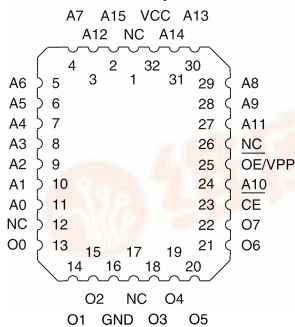 A7 A15 VCC A13
A12 NC A14
4 2 32 30
3 1 31
A6 5 29 A8
A5 6 28 A9
A4 7 27 A11
A3 8 26 NC
A2 9 25 OE/VPP
A1 10 24 A10
A0 11 23 CE
NC 12 22 O7
O0 13 21 O6
15 17 19
14 16 18 20
O2 NC O4
O1 GND O3 O5